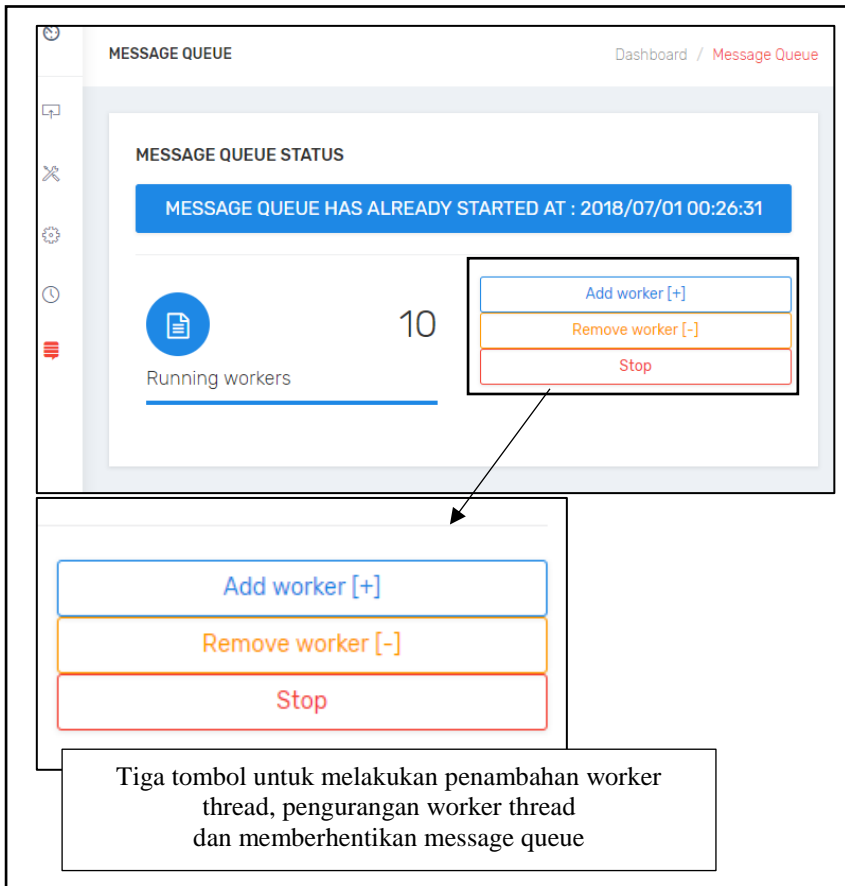 MESSAGE QUEUE
Dashboard / Message Queue
MESSAGE QUEUE STATUS
MESSAGE QUEUE HAS ALREADY STARTED AT : 2018/07/01 00:26:31
10
Running workers
Add worker [+]
Remove worker [-]
Stop
Add worker [+]
Remove worker [-]
Stop
Tiga tombol untuk melakukan penambahan worker
thread, pengurangan worker thread
dan memberhentikan message queue